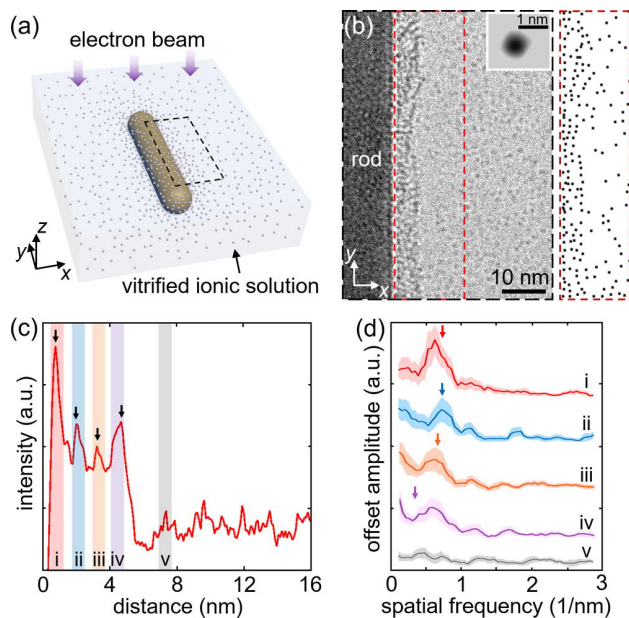 (a)
electron beam
z
y
x
vitrified ionic solution
(b)
1 nm
rod
y
x
10 nm
(c)
intensity (a.u.)
i
ii
iii
iv
v
0
4
8
12
16
distance (nm)
(d)
offset amplitude (a.u.)
i
ii
iii
iv
v
0
1
2
3
spatial frequency (1/nm)